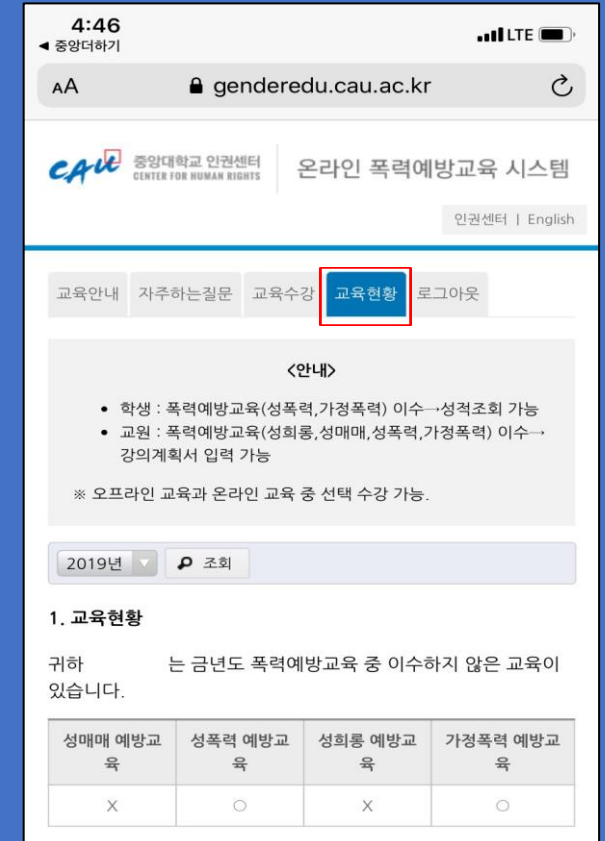 4:46
LTE
◀ 중앙더하기
AA genderedu.cau.ac.kr
CAU 중앙대학교 인권센터
CENTER FOR HUMAN RIGHTS
온라인 폭력예방교육 시스템
인권센터 | English
교육안내 자주하는질문 교육수강 교육현황 로그아웃
<안내>
• 학생 : 폭력예방교육(성폭력,가정폭력) 이수→성적조회 가능
• 교원 : 폭력예방교육(성희롱,성매매,성폭력,가정폭력) 이수→
강의계획서 입력 가능
※ 오프라인 교육과 온라인 교육 중 선택 수강 가능.
2019년 조회
1. 교육현황
귀하 는 금년도 폭력예방교육 중 이수하지 않은 교육이
있습니다.
성매매 예방교 성폭력 예방교 성희롱 예방교 가정폭력 예방교
육 육 육 육
X ○ X ○